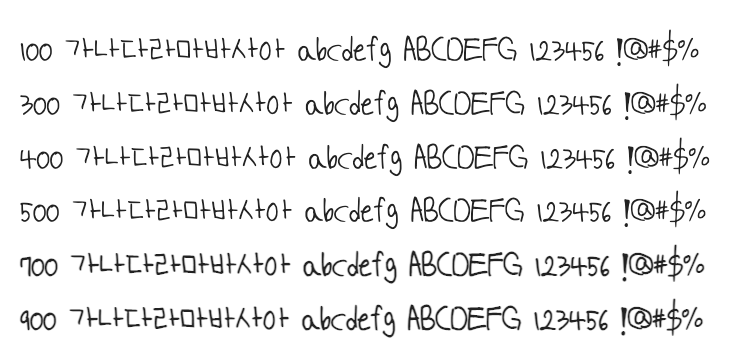 100 가나다라마바사아 abcdefg ABCDEFG 123456 !@#$%
300 가나다라마바사아 abcdefg ABCDEFG 123456 !@#$%
400 가나다라마바사아 abcdefg ABCDEFG 123456 !@#$%
500 가나다라마바사아 abcdefg ABCDEFG 123456 !@#$%
700 가나다라마바사아 abcdefg ABCDEFG 123456 !@#$%
900 가나다라마바사아 abcdefg ABCDEFG 123456 !@#$%